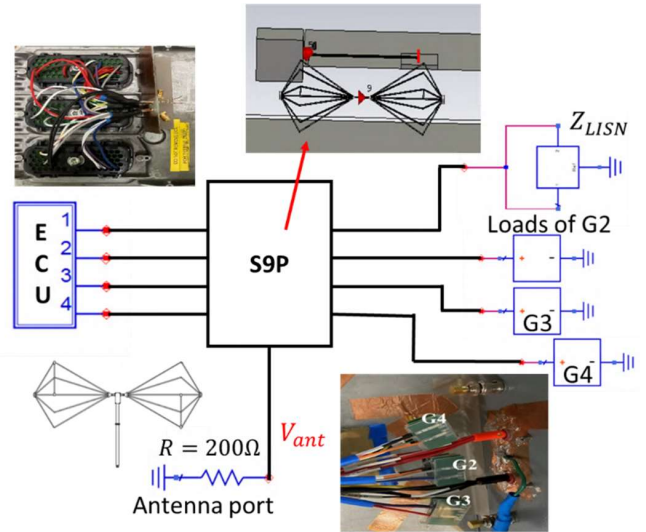 9
Z_LISN
Loads of G2
E
C
U
1
2
3
4
S9P
+ -
G3
+ -
G4
+ -
V_ant
R = 200Ω
Antenna port
G4
G2
G3